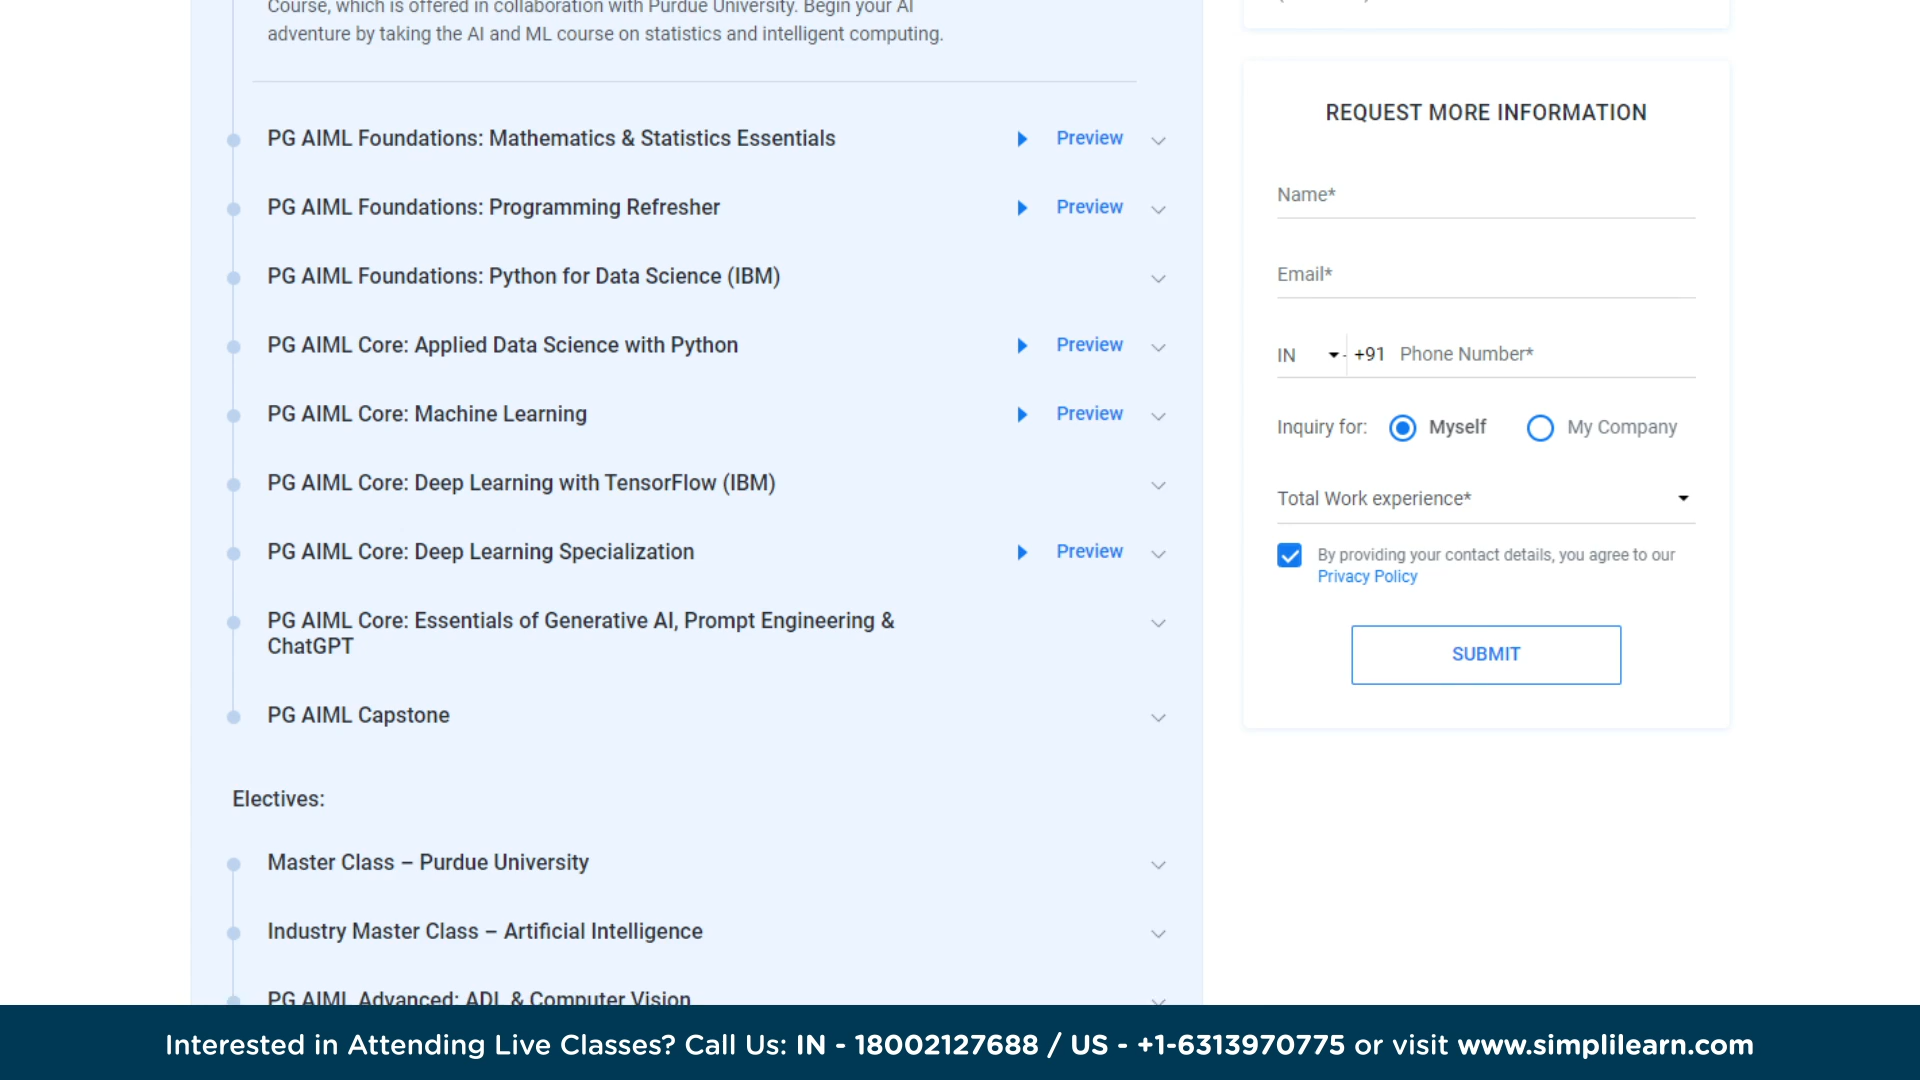 Course, which is offered in collaboration with Purdue University. Begin your AI
adventure by taking the AI and ML course on statistics and intelligent computing.
PG AIML Foundations: Mathematics & Statistics Essentials
Preview
PG AIML Foundations: Programming Refresher
Preview
PG AIML Foundations: Python for Data Science (IBM)
PG AIML Core: Applied Data Science with Python
Preview
PG AIML Core: Machine Learning
Preview
PG AIML Core: Deep Learning with TensorFlow (IBM)
PG AIML Core: Deep Learning Specialization
Preview
PG AIML Core: Essentials of Generative AI, Prompt Engineering &
ChatGPT
PG AIML Capstone
Electives:
Master Class – Purdue University
Industry Master Class – Artificial Intelligence
PG AIML Advanced: ADL & Computer Vision
REQUEST MORE INFORMATION
Name*
Email*
IN - +91 Phone Number*
Inquiry for: Myself My Company
Total Work experience*
By providing your contact details, you agree to our
Privacy Policy
SUBMIT
Interested in Attending Live Classes? Call Us: IN - 18002127688 / US - +1-6313970775 or visit www.simplilearn.com